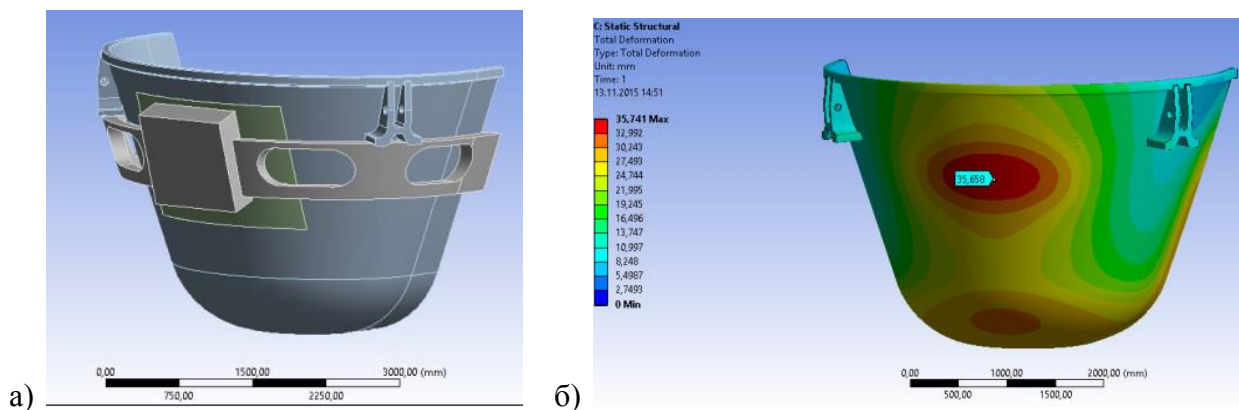 0,00
1500,00
3000,00 (mm)
750,00
2250,00
а)
C: Static Structural
Total Deformation
Type: Total Deformation
Unit: mm
Time: 1
13.11.2015 14:51
35,741 Max
32,992
30,243
27,493
24,744
21,995
19,245
16,496
13,747
10,997
8,248
5,4987
2,7493
0 Min
35,658
0,00
1000,00
2000,00 (mm)
500,00
1500,00
б)